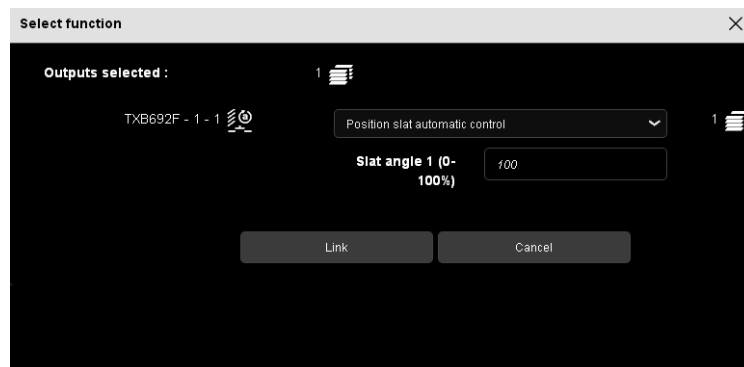 Select function
Outputs selected :
1
TXB692F - 1 - 1
Position slat automatic control
1
Slat angle 1 (0-
100%)
100
Link
Cancel